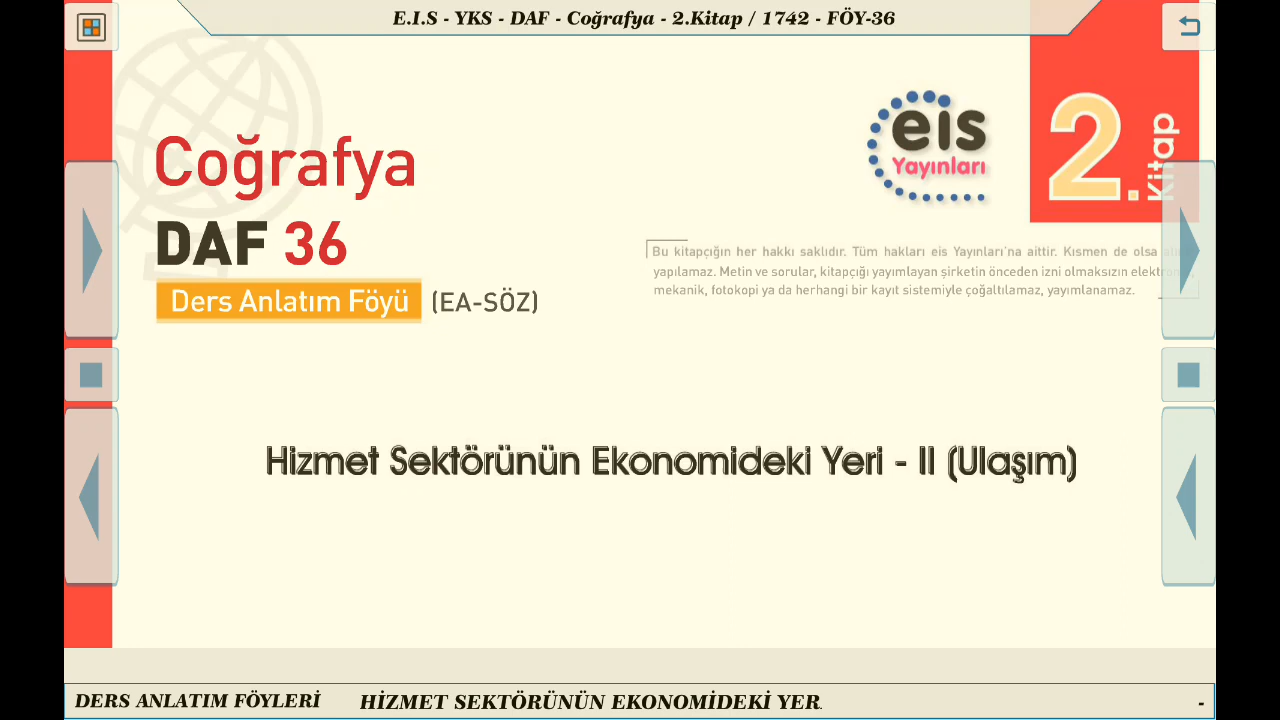 E.I.S - YKS - DAF - Coğrafya - 2.Kitap / 1742 - FÖY-36
eis
Yayınları
2.
Kitap
Coğrafya
DAF 36
Ders Anlatım Föyü (EA-SÖZ)
Bu kitapçığın her hakkı saklıdır. Tüm hakları eis Yayınları'na aittir. Kısmen de olsa
yapılamaz. Metin ve sorular, kitapçığı yayımlayan şirketin önceden izni olmaksızın
mekanik, fotokopi ya da herhangi bir kayıt sistemiyle çoğaltılamaz, yayımlanamaz.
Hizmet Sektörünün Ekonomideki Yeri - II (Ulaşım)
DERS ANLATIM FÖYLERİ HİZMET SEKTÖRÜNÜN EKONOMİDEKİ YER -